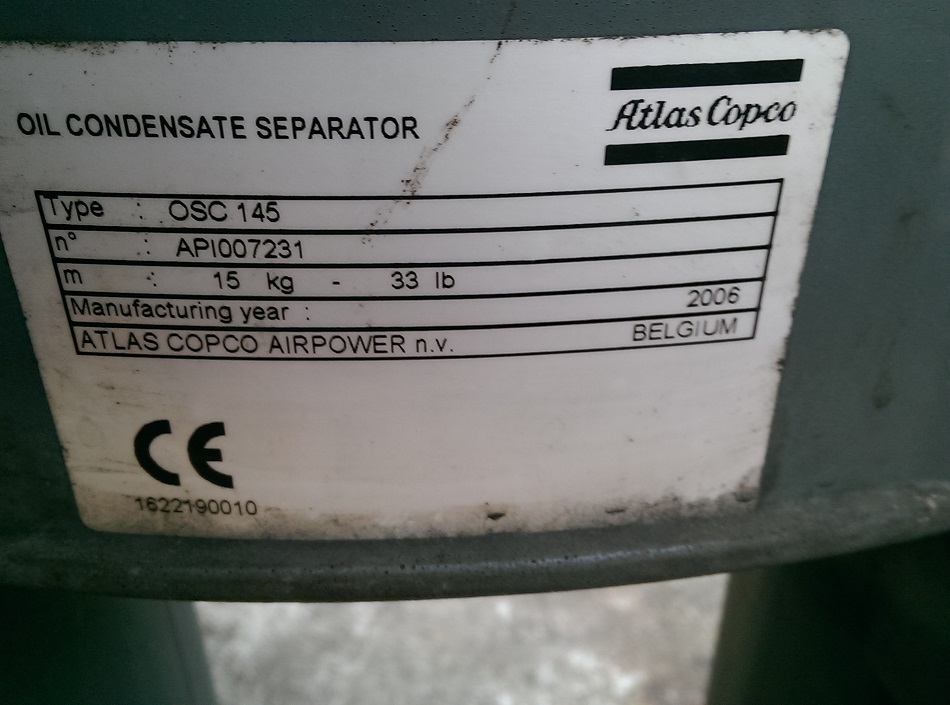 OIL CONDENSATE SEPARATOR
Atlas Copco
Type : OSC 145
n° : API007231
m : 15 kg - 33 lb
Manufacturing year : 2006
ATLAS COPCO AIRPOWER n.v. BELGIUM
CE
1622190010